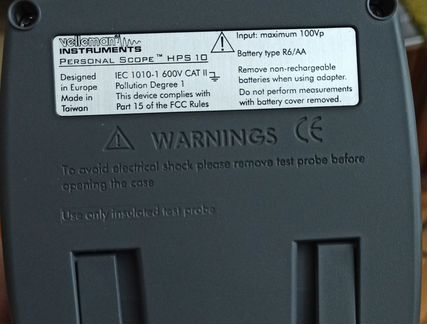 velleman
INSTRUMENTS
PERSONAL SCOPE™ HPS 10
Designed
in Europe
Made in
Taiwan
IEC 1010-1 600V CAT II
Pollution Degree 1
This device complies with
Part 15 of the FCC Rules
Input: maximum 100Vp
Battery type R6/AA
Remove non-rechargeable
batteries when using adapter.
Do not perform measurements
with battery cover removed.
WARNINGS CE
To avoid electrical shock please remove test probe before
opening the case
Use only insulated test probe